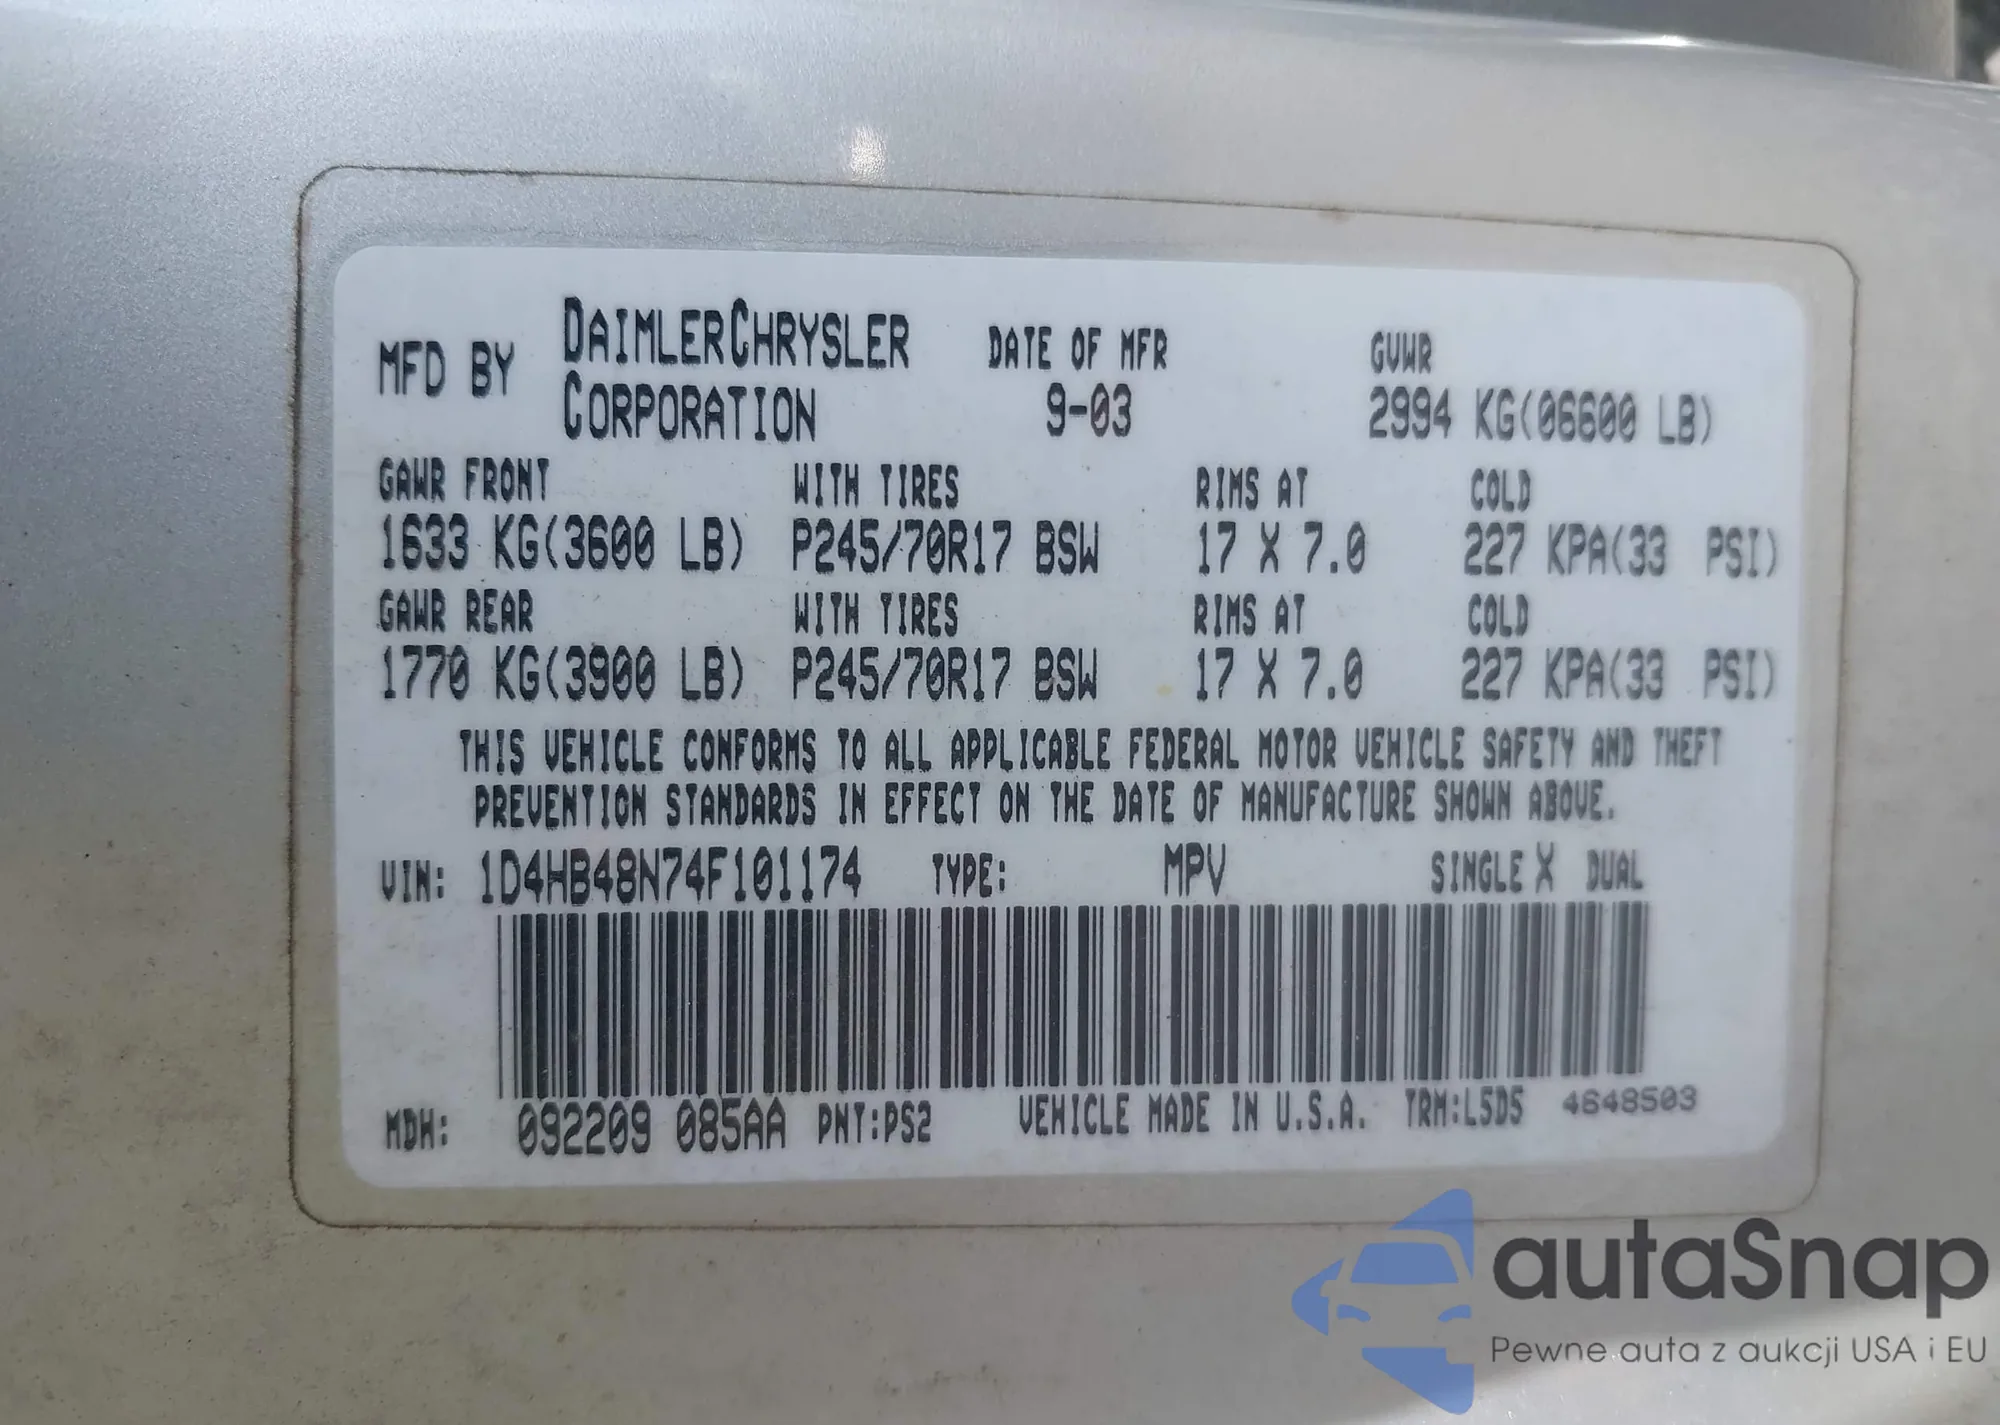 MFD BY DAIMLERCHRYSLER CORPORATION DATE OF MFR 9-03 GVWR 2994 KG(06600 LB)
GAWR FRONT WITH TIRES RIMS AT COLD
1633 KG(3600 LB) P245/70R17 BSW 17 X 7.0 227 KPA(33 PSI)
GAWR REAR WITH TIRES RIMS AT COLD
1770 KG(3900 LB) P245/70R17 BSW 17 X 7.0 227 KPA(33 PSI)
THIS VEHICLE CONFORMS TO ALL APPLICABLE FEDERAL MOTOR VEHICLE SAFETY AND THEFT
PREVENTION STANDARDS IN EFFECT ON THE DATE OF MANUFACTURE SHOWN ABOVE.
VIN: 1D4HB48N74F101174 TYPE: MPV SINGLE X DUAL
MDH: 092209 085AA PNT:PS2 VEHICLE MADE IN U.S.A. TRM:L5D5 4648503
autaSnap
Pewne auta z aukcji USA i EU